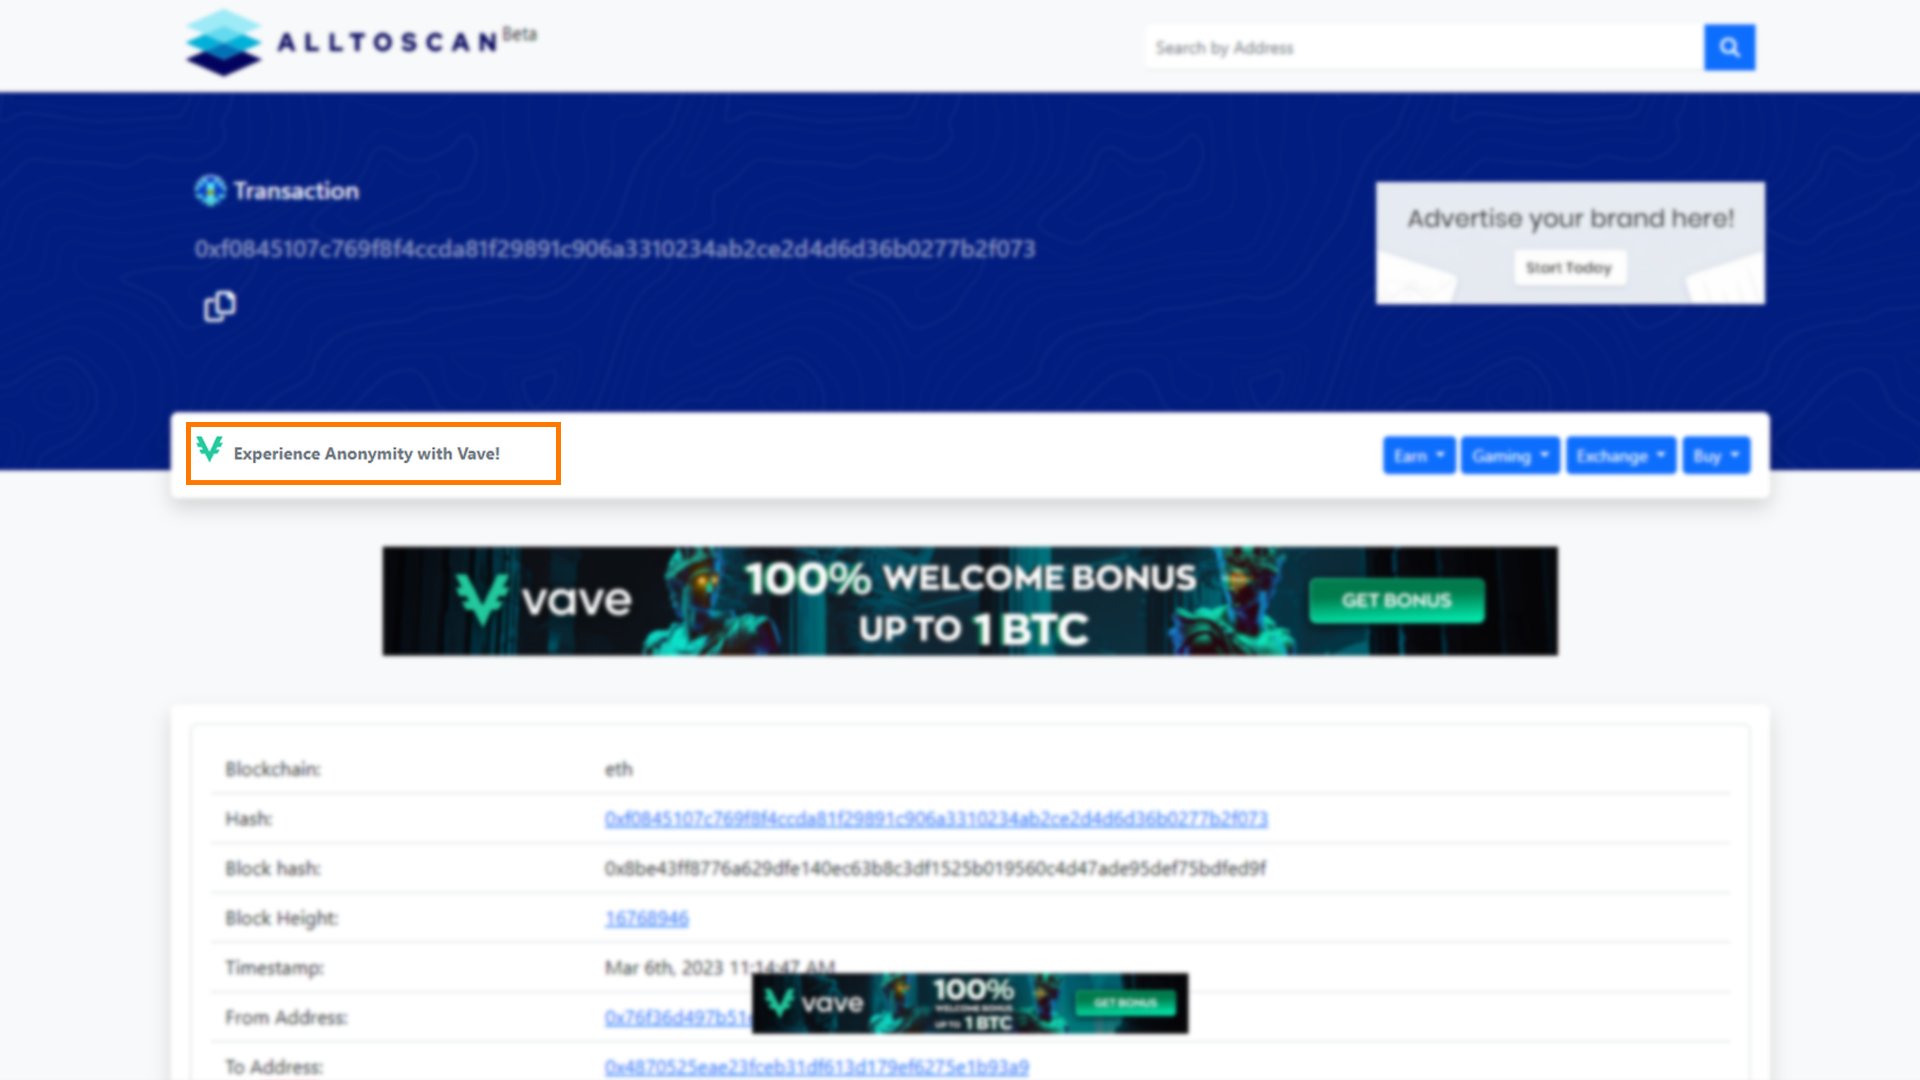 ALLTOSCAN Beta
Search by Address
Transaction
0xf0845107c769f8f4ccda81f29891c906a3310234ab2ce2d4d6d36b0277b2f073
Advertise your brand here!
Start Today
Experience Anonymity with Vave!
Earn Gaming Exchange Buy
vave 100% WELCOME BONUS UP TO 1 BTC GET BONUS
Blockchain: eth
Hash: 0xf0845107c769f8f4ccda81f29891c906a3310234ab2ce2d4d6d36b0277b2f073
Block hash: 0x8be43ff8776a629dfe140ec63b8c3df1525b019560c4d47ade95def75bdfed9f
Block Height: 16768946
Timestamp: Mar 6th, 2023 11:14:47 AM
vave 100% WELCOME BONUS UP TO 1 BTC GET BONUS
From Address: 0x76f36d497b51
To Address: 0x4870525eae23fceb31df613d179ef6275e1b93a9